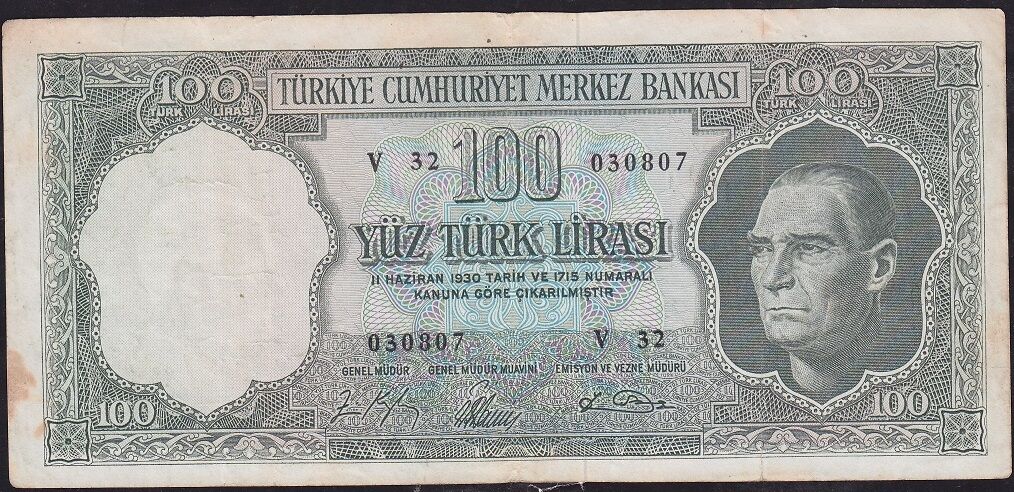 100
TÜRK LİRASI
TÜRKİYE CUMHURİYET MERKEZ BANKASI
100
TÜRK LİRASI
V 32 100 030807
YÜZ TÜRK LİRASI
11 HAZIRAN 1930 TARİH VE 1715 NUMARALI
KANUNA GÖRE ÇIKARILMIŞTIR
030807 V 32
GENEL MÜDÜR GENEL MÜDÜR MUAVİNİ EMİSYON VE VEZNE MÜDÜRÜ
100 100